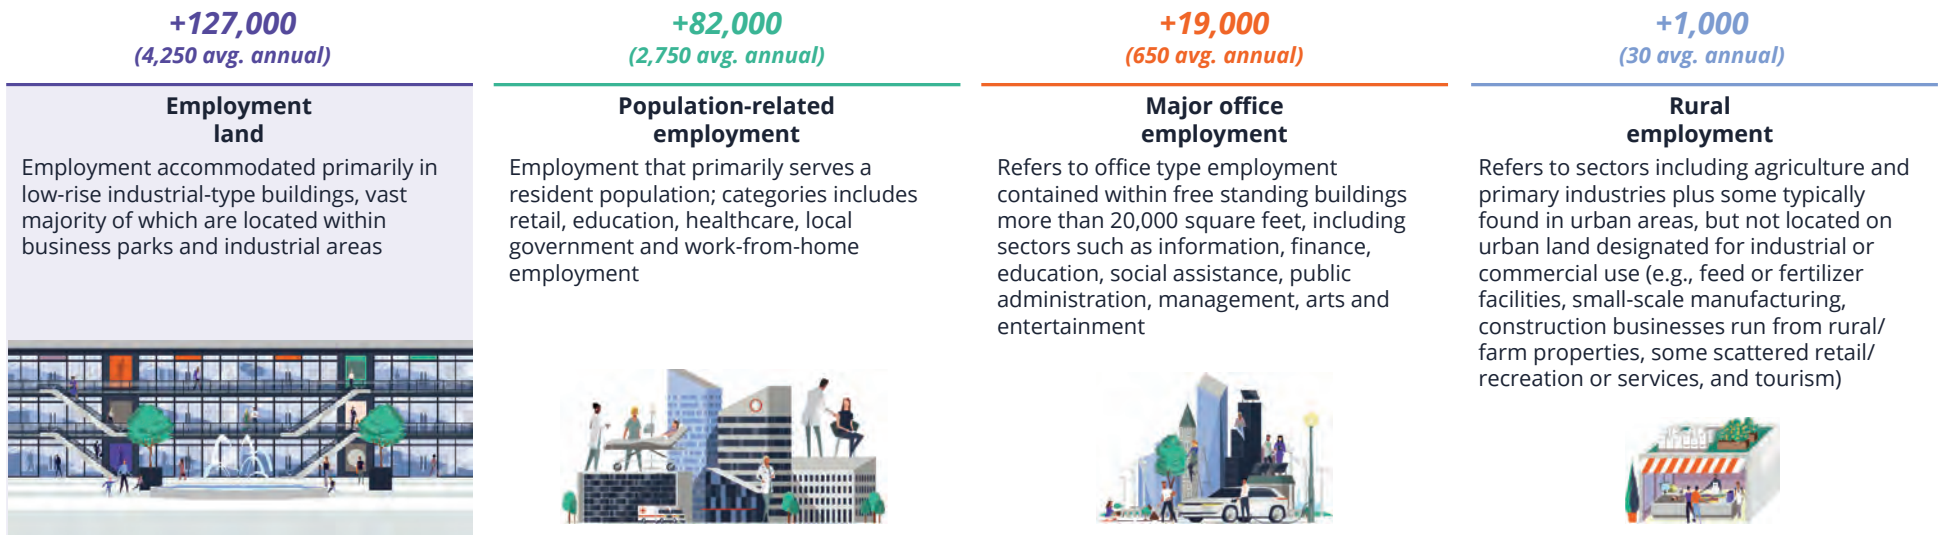 +127,000
(4,250 avg. annual)
Employment
land
Employment accommodated primarily in
low-rise industrial-type buildings, vast
majority of which are located within
business parks and industrial areas
+82,000
(2,750 avg. annual)
Population-related
employment
Employment that primarily serves a
resident population; categories includes
retail, education, healthcare, local
government and work-from-home
employment
+19,000
(650 avg. annual)
Major office
employment
Refers to office type employment
contained within free standing buildings
more than 20,000 square feet, including
sectors such as information, finance,
education, social assistance, public
administration, management, arts and
entertainment
+1,000
(30 avg. annual)
Rural
employment
Refers to sectors including agriculture and
primary industries plus some typically
found in urban areas, but not located on
urban land designated for industrial or
commercial use (e.g., feed or fertilizer
facilities, small-scale manufacturing,
construction businesses run from rural/
farm properties, some scattered retail/
recreation or services, and tourism)